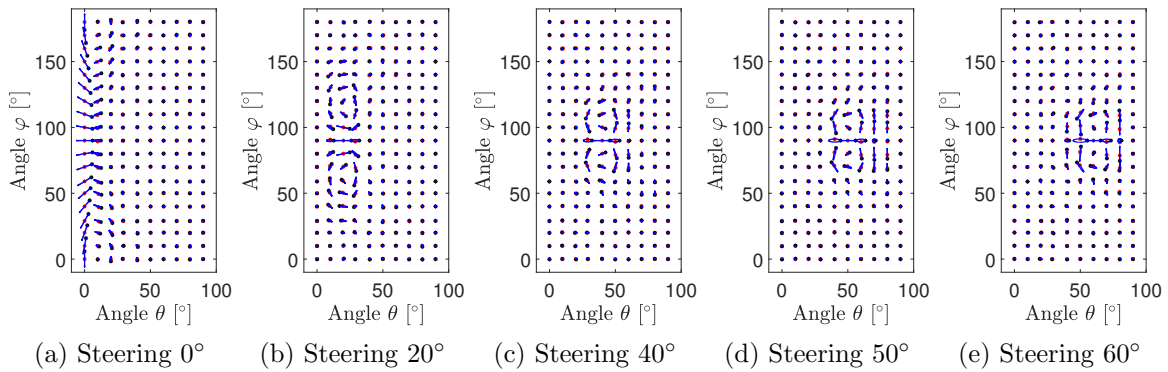 150
100
50
0
Angle φ [°]
0 50 100
Angle θ [°]
(a) Steering 0°
150
100
50
0
Angle φ [°]
0 50 100
Angle θ [°]
(b) Steering 20°
150
100
50
0
Angle φ [°]
0 50 100
Angle θ [°]
(c) Steering 40°
150
100
50
0
Angle φ [°]
0 50 100
Angle θ [°]
(d) Steering 50°
150
100
50
0
Angle φ [°]
0 50 100
Angle θ [°]
(e) Steering 60°